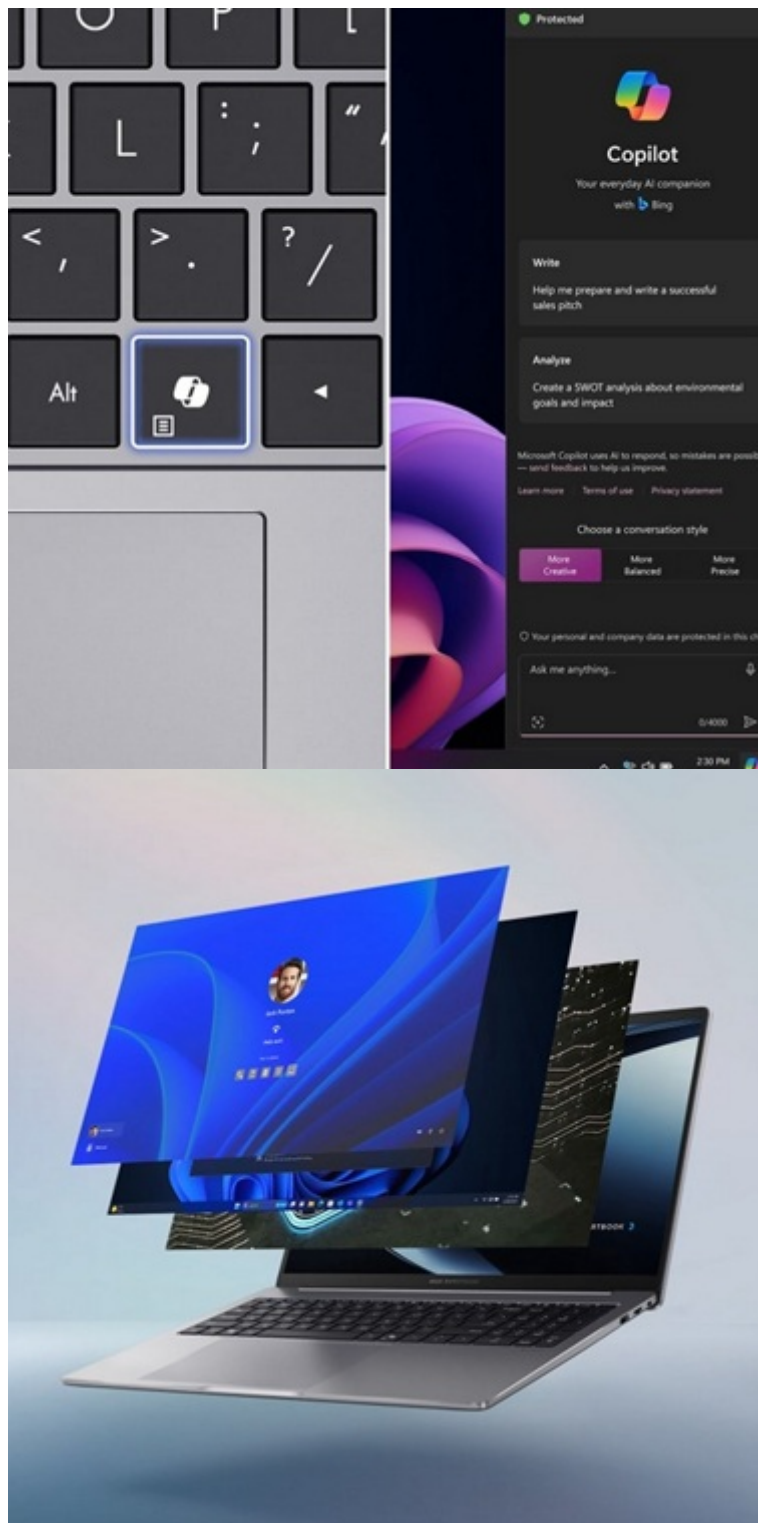 O
P
[
L
:
;
“
<
,
>
.
?
/
Alt
Protected
Copilot
Your everyday AI companion
with Bing
Write
Help me prepare and write a successful
sales pitch
Analyze
Create a SWOT analysis about environmental
goals and impact
Microsoft Copilot uses AI to respond, so mistakes are
— send feedback to help us improve.
Learn more Terms of use Privacy statement
Choose a conversation style
More
Creative
More
Balanced
More
Precise
Your personal and company data are protected in this
Ask me anything...
0/4000
2:30 PM